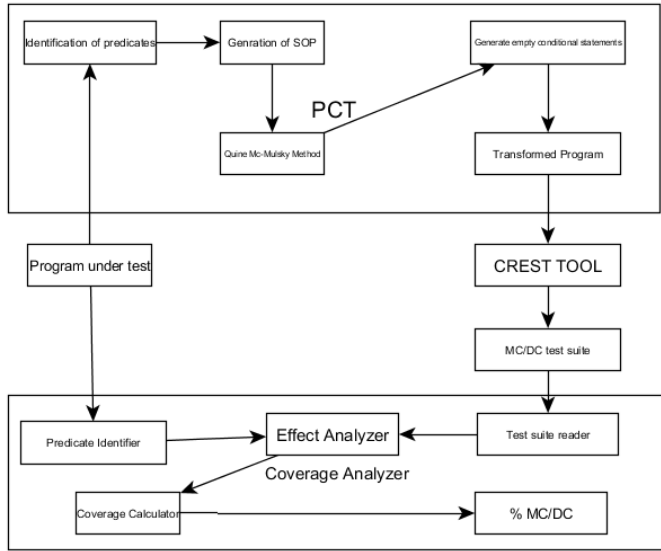 Identification of predicates
Genration of SOP
Generate empty conditional statements
PCT
Quine Mc-Mulsky Method
Transformed Program
Program under test
CREST TOOL
MC/DC test suite
Predicate Identifier
Effect Analyzer
Test suite reader
Coverage Analyzer
Coverage Calculator
% MC/DC